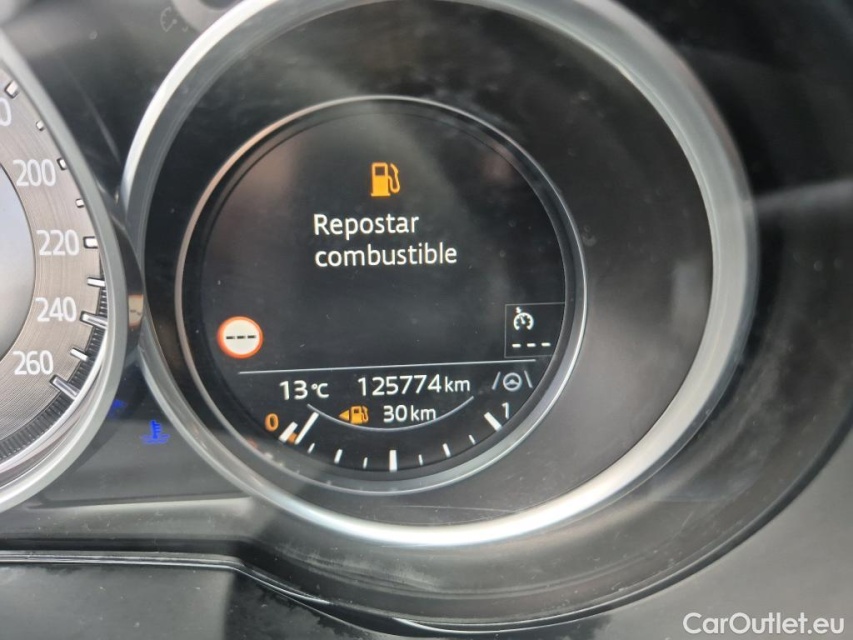 200
220
240
260
Repostar
combustible
---
---
13°C 125774km
0 30km 1
CarOutlet.eu